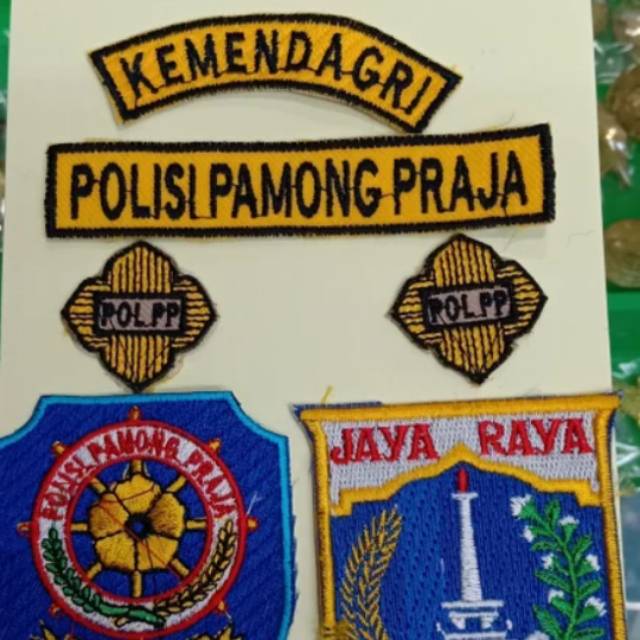 KEMENDAGRI
POLISI PAMONG PRAJA
POL.PP
POL.PP
POLISI PAMONG PRAJA
JAYA RAYA